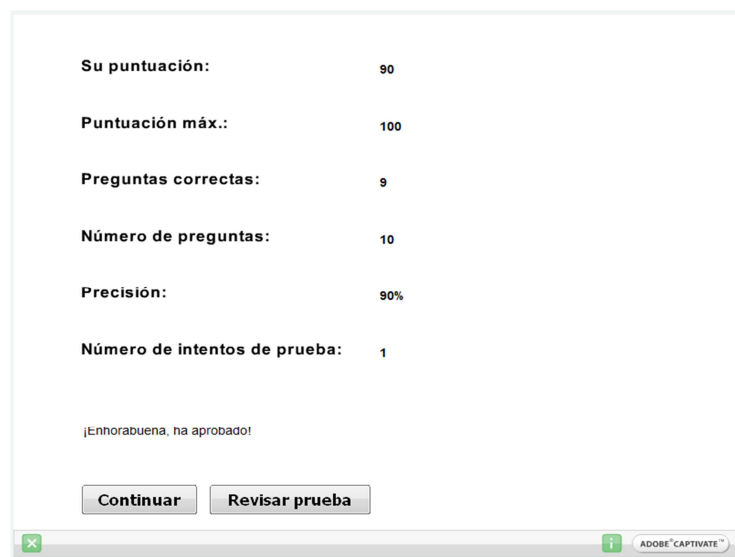 Su puntuación: 90
Puntuación máx.: 100
Preguntas correctas: 9
Número de preguntas: 10
Precisión: 90%
Número de intentos de prueba: 1
¡Enhorabuena, ha aprobado!
Continuar Revisar prueba
i ADOBE® CAPTIVATE™